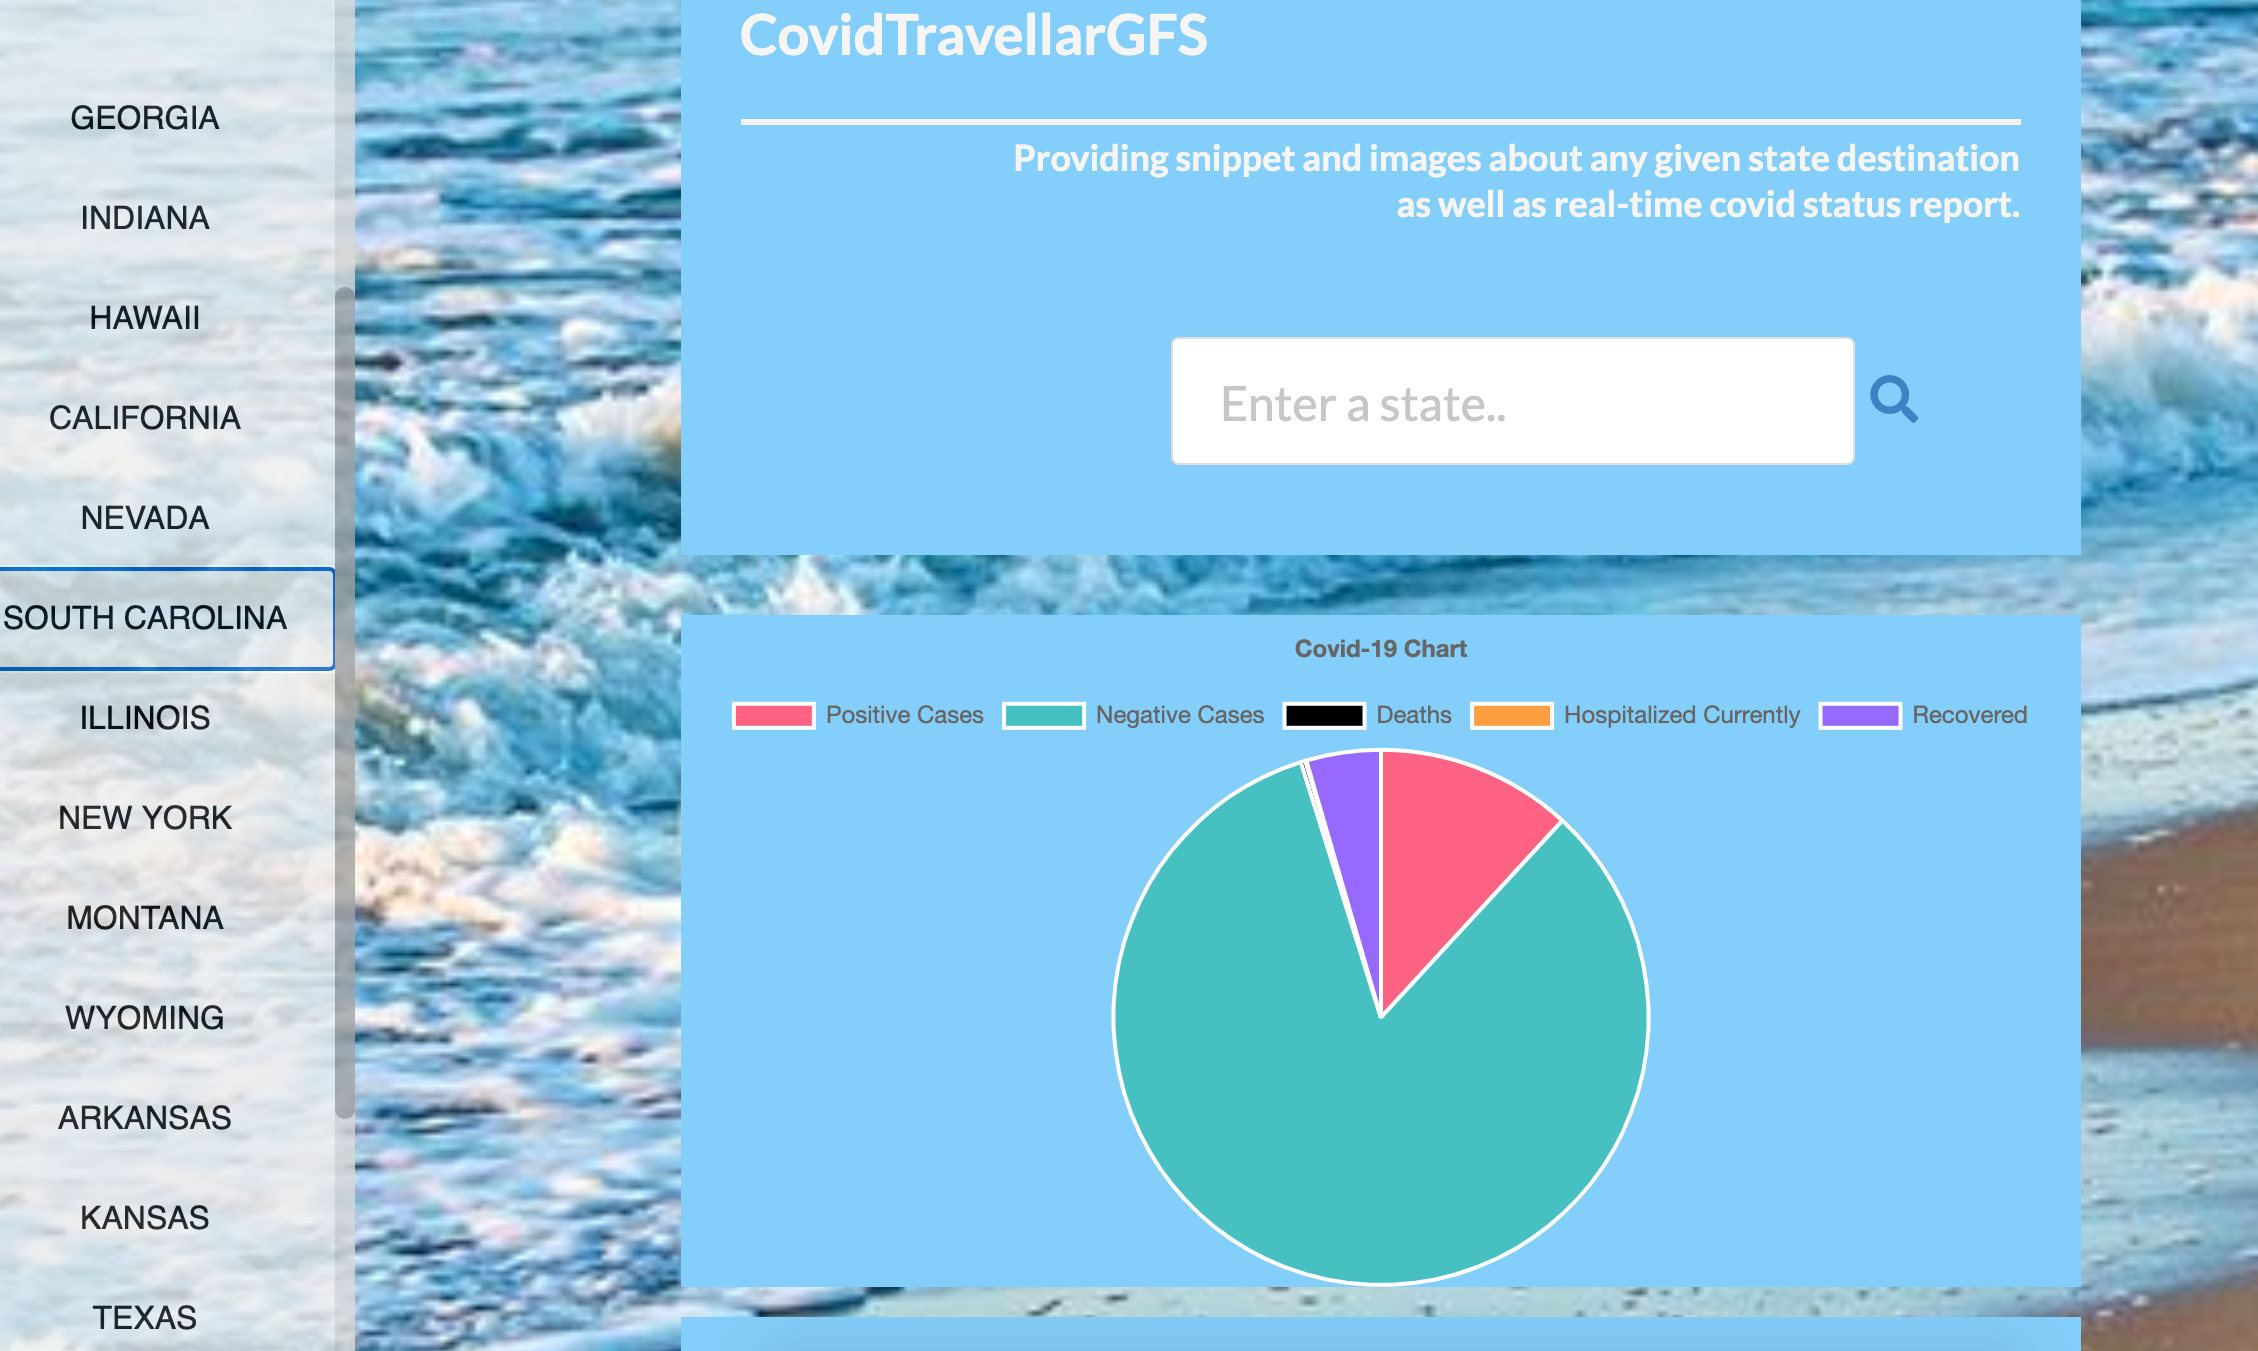 GEORGIA
INDIANA
HAWAII
CALIFORNIA
NEVADA
SOUTH CAROLINA
ILLINOIS
NEW YORK
MONTANA
WYOMING
ARKANSAS
KANSAS
TEXAS
CovidTravellarGFS
Providing snippet and images about any given state destination
as well as real-time covid status report.
Enter a state..
Covid-19 Chart
Positive Cases Negative Cases Deaths Hospitalized Currently Recovered